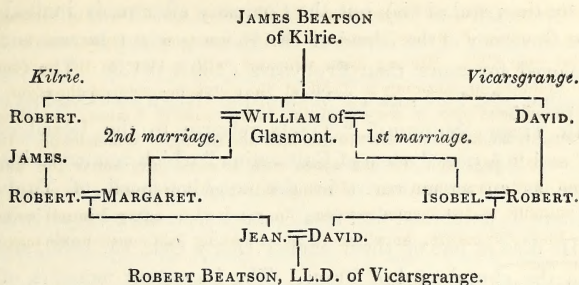 JAMES BEATSON
of Kilrie.
Kilrie. Vicarsgrange.
ROBERT. WILLIAM of DAVID.
2nd marriage. Glasmont. 1st marriage.
JAMES.
ROBERT. MARGARET. ISOBEL. ROBERT.
JEAN. DAVID.
ROBERT BEATSON, LL.D. of Vicarsgrange.